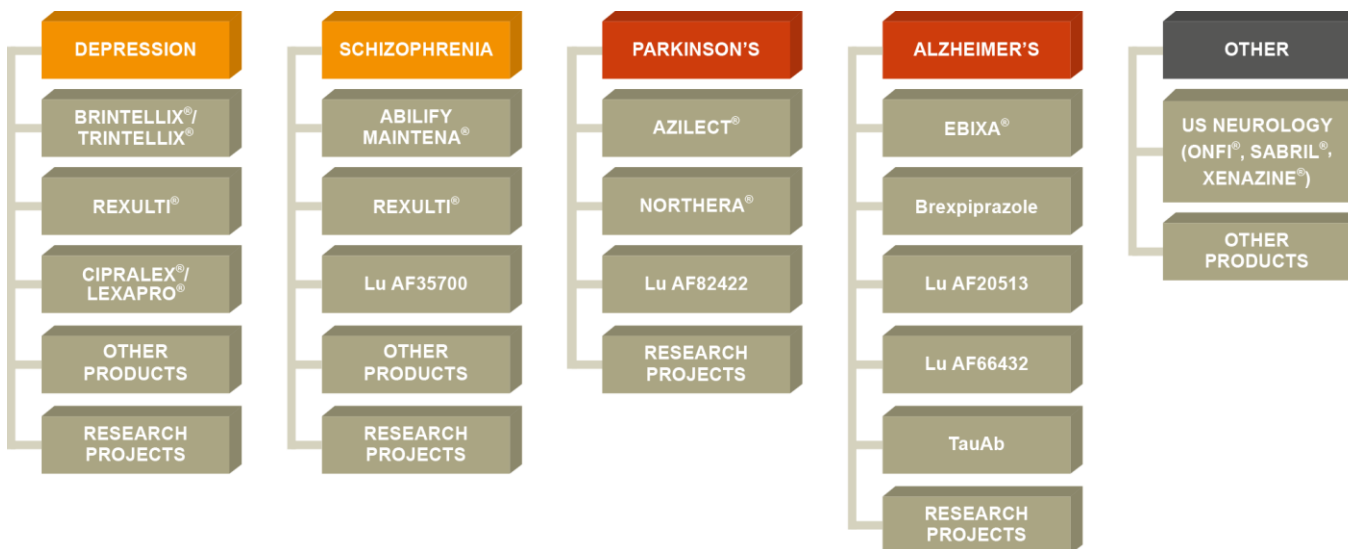 DEPRESSION
BRINTELLIX®/
TRINTELLIX®
REXULTI®
CIPRALEX®/
LEXAPRO®
OTHER
PRODUCTS
RESEARCH
PROJECTS
SCHIZOPHRENIA
ABILIFY
MAINTENA®
REXULTI®
Lu AF35700
OTHER
PRODUCTS
RESEARCH
PROJECTS
PARKINSON'S
AZILECT®
NORTHERA®
Lu AF82422
RESEARCH
PROJECTS
ALZHEIMER'S
EBIXA®
Brexpiprazole
Lu AF20513
Lu AF66432
TauAb
RESEARCH
PROJECTS
OTHER
US NEUROLOGY
(ONFI®, SABRIL®,
XENAZINE®)
OTHER
PRODUCTS